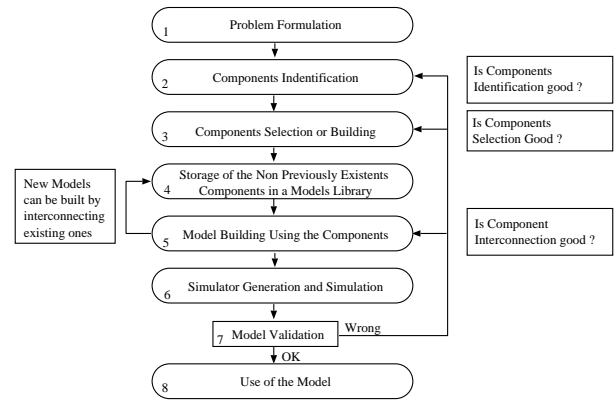 1 Problem Formulation
2 Components Indentification
Is Components
Identification good ?
3 Components Selection or Building
Is Components
Selection Good ?
4 Storage of the Non Previously Existents
Components in a Models Library
New Models
can be built by
interconnecting
existing ones
5 Model Building Using the Components
Is Component
Interconnection good ?
6 Simulator Generation and Simulation
7 Model Validation
Wrong
OK
8 Use of the Model